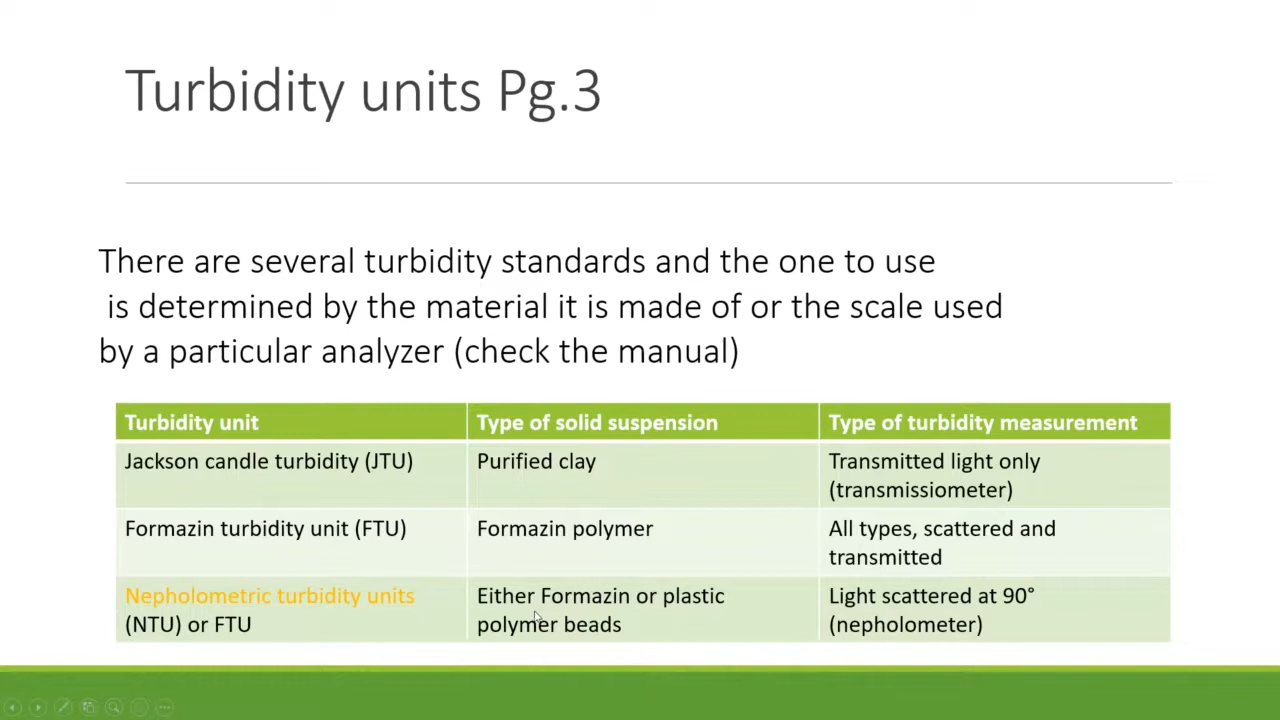 Turbidity units Pg.3
There are several turbidity standards and the one to use
is determined by the material it is made of or the scale used
by a particular analyzer (check the manual)
Turbidity unit
Type of solid suspension
Type of turbidity measurement
Jackson candle turbidity (JTU)
Purified clay
Transmitted light only
(transmissiometer)
Formazin turbidity unit (FTU)
Formazin polymer
All types, scattered and
transmitted
Nepholometric turbidity units
(NTU) or FTU
Either Formazin or plastic
polymer beads
Light scattered at 90°
(nepholometer)